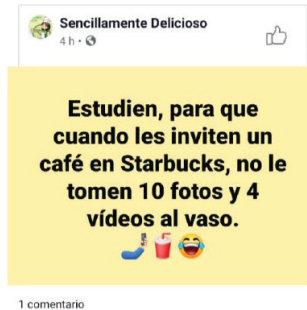 Sencillamente Delicioso
4 h ·
Estudien, para que
cuando les inviten un
café en Starbucks, no le
tomen 10 fotos y 4
vídeos al vaso.
🤳🥤😂
1 comentario